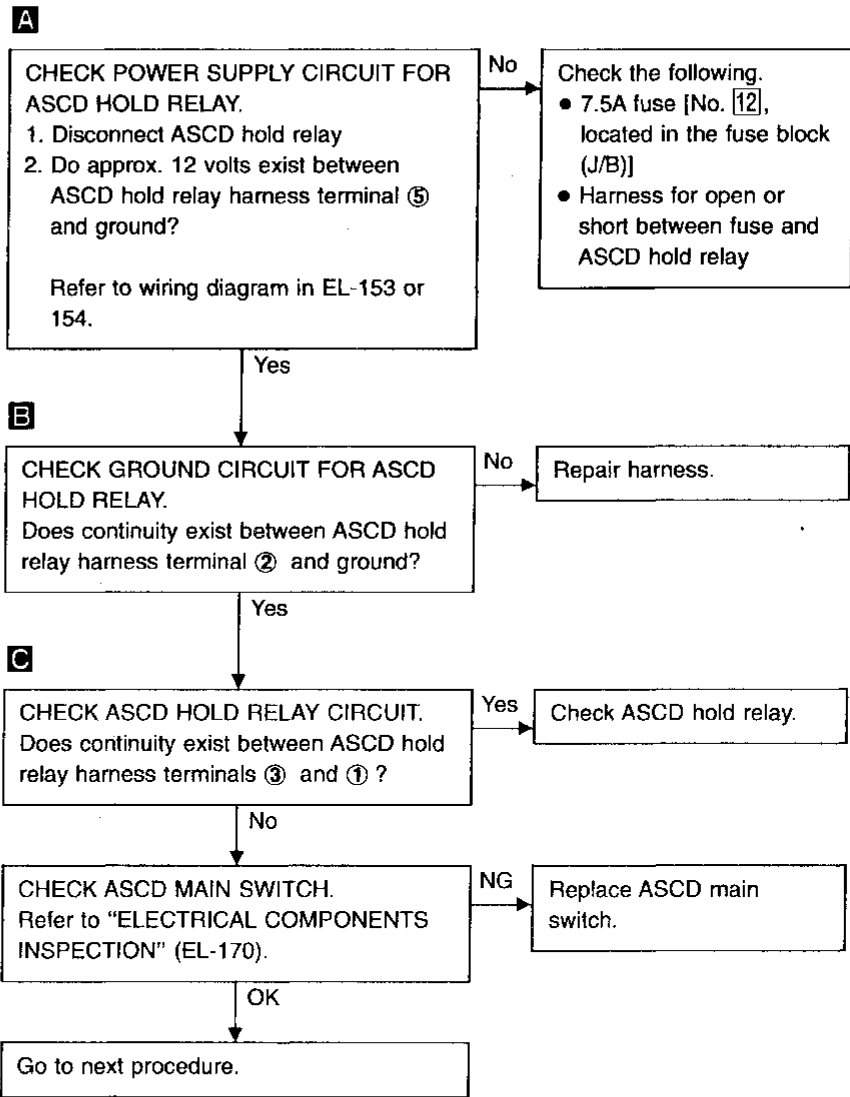 A
CHECK POWER SUPPLY CIRCUIT FOR
ASCD HOLD RELAY.
1. Disconnect ASCD hold relay
2. Do approx. 12 volts exist between
ASCD hold relay harness terminal ⑤
and ground?
Refer to wiring diagram in EL-153 or
154.
No
Check the following.
• 7.5A fuse [No. 12,
located in the fuse block
(J/B)]
• Harness for open or
short between fuse and
ASCD hold relay
Yes
B
CHECK GROUND CIRCUIT FOR ASCD
HOLD RELAY.
Does continuity exist between ASCD hold
relay harness terminal ② and ground?
No
Repair harness.
Yes
C
CHECK ASCD HOLD RELAY CIRCUIT.
Does continuity exist between ASCD hold
relay harness terminals ③ and ① ?
Yes
Check ASCD hold relay.
No
CHECK ASCD MAIN SWITCH.
Refer to “ELECTRICAL COMPONENTS
INSPECTION” (EL-170).
NG
Replace ASCD main
switch.
OK
Go to next procedure.